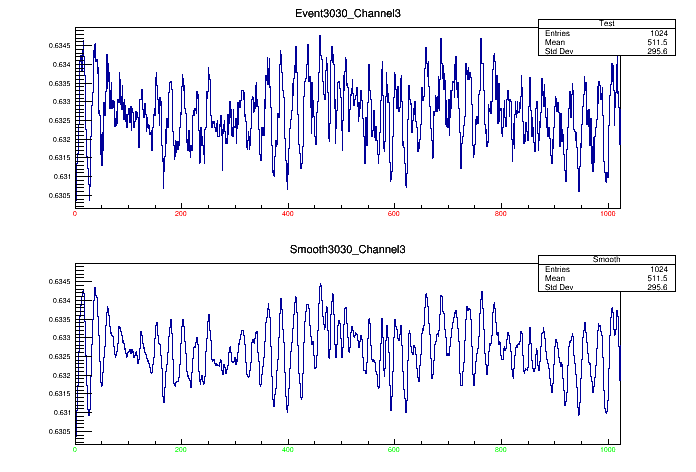 Event3030_Channel3
Test
Entries 1024
Mean 511.5
Std Dev 295.6
0.6345
0.634
0.6335
0.633
0.6325
0.632
0.6315
0.631
0.6305
0 200 400 600 800 1000
Smooth3030_Channel3
Smooth
Entries 1024
Mean 511.5
Std Dev 295.6
0.6345
0.634
0.6335
0.633
0.6325
0.632
0.6315
0.631
0.6305
0 200 400 600 800 1000